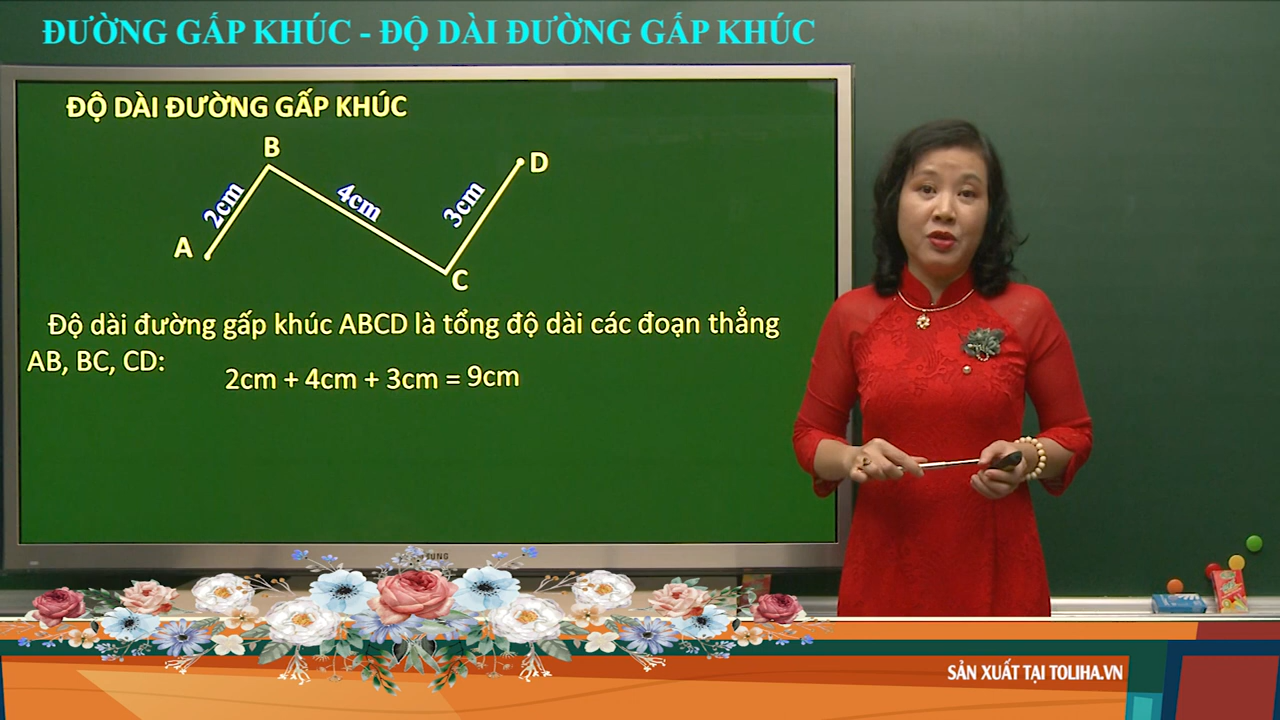 ĐƯỜNG GẤP KHÚC - ĐỘ DÀI ĐƯỜNG GẤP KHÚC
ĐỘ DÀI ĐƯỜNG GẤP KHÚC
B
D
2cm
4cm
3cm
A
C
Độ dài đường gấp khúc ABCD là tổng độ dài các đoạn thẳng
AB, BC, CD:
2cm + 4cm + 3cm = 9cm
SẢN XUẤT TẠI TOLIHA.VN